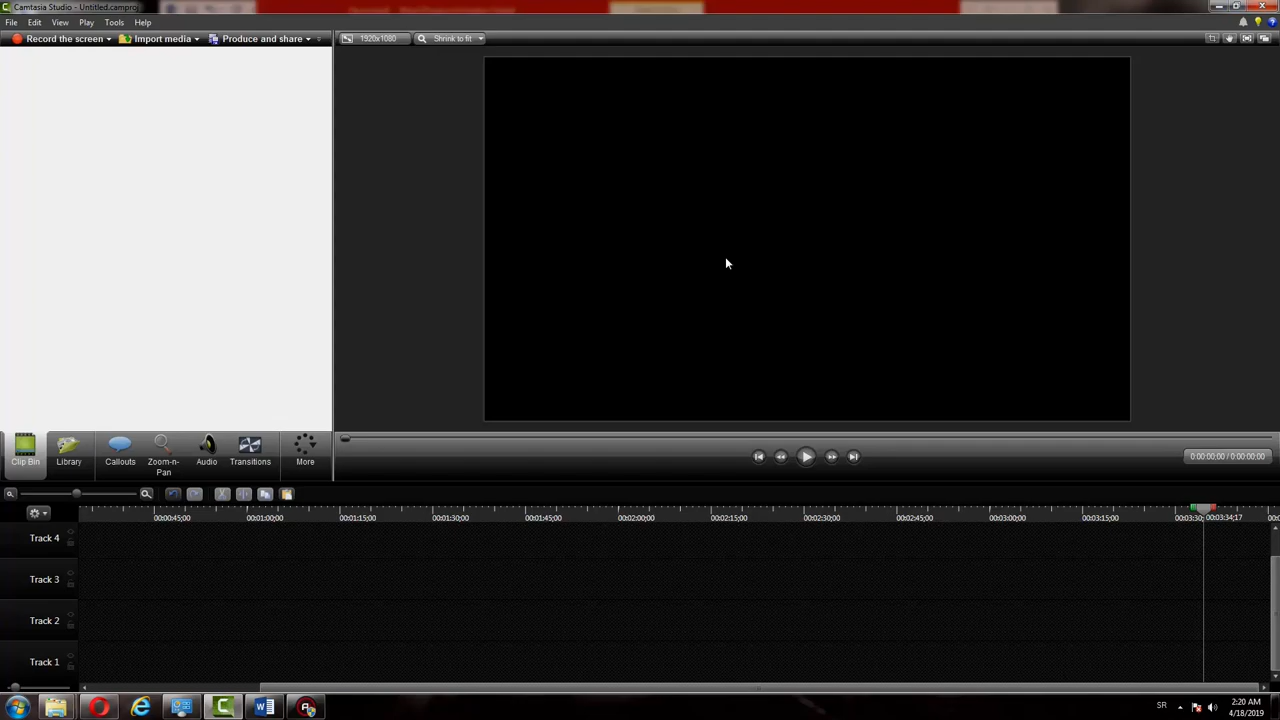 Camtasia Studio - Untitled.camproj
File Edit View Play Tools Help
Record the screen Import media Produce and share 1920x1080 Shrink to fit
Clip Bin Library Callouts Zoom-n-Pan Audio Transitions More
0:00:00;00 / 0:00:00;00
00:00:45;00 00:01:00;00 00:01:15;00 00:01:30;00 00:01:45;00 00:02:00;00 00:02:15;00 00:02:30;00 00:02:45;00 00:03:00;00 00:03:15;00 00:03:30; 00:03:34;17
Track 4
Track 3
Track 2
Track 1
SR 2:20 AM
4/18/2019